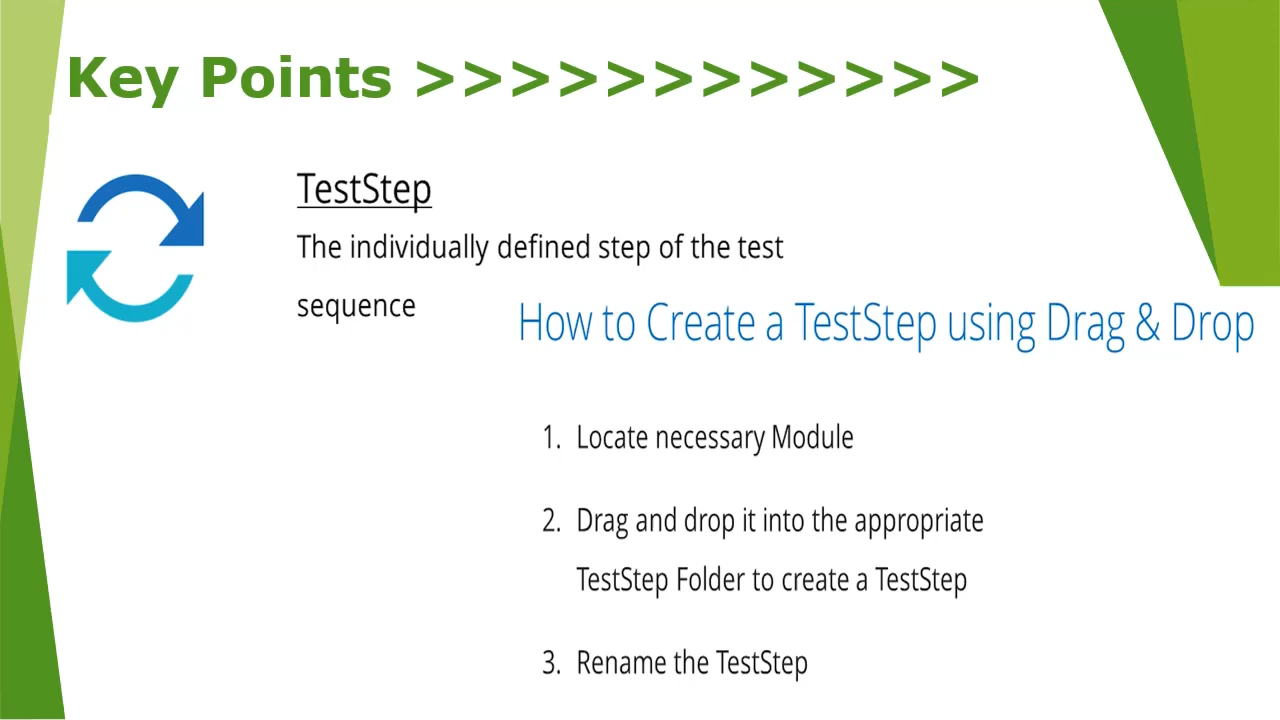 Key Points >>>>>>>>>>>>
TestStep
The individually defined step of the test
sequence
How to Create a TestStep using Drag & Drop
1. Locate necessary Module
2. Drag and drop it into the appropriate
TestStep Folder to create a TestStep
3. Rename the TestStep